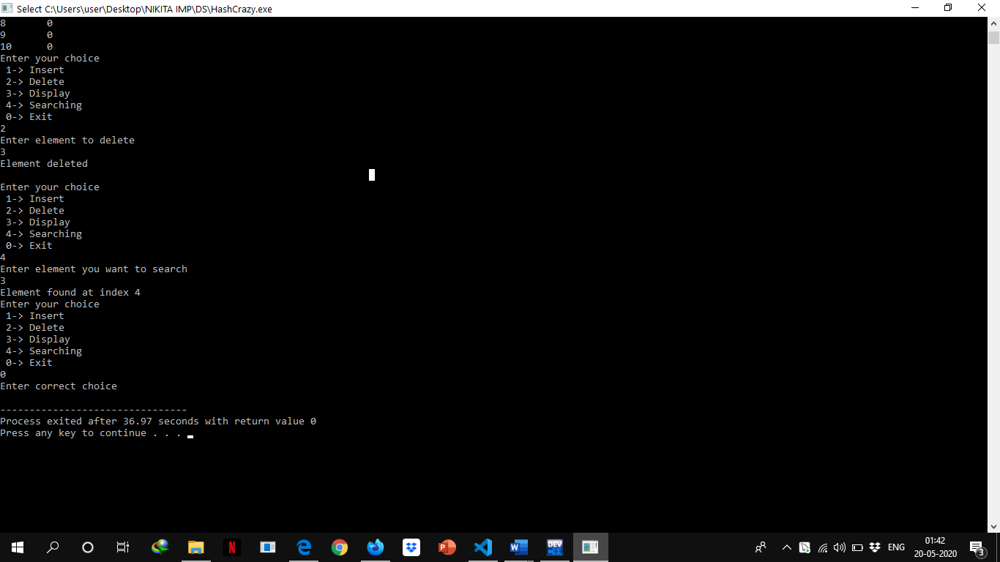 Select C:\Users\user\Desktop\NIKITA IMP\DS\HashCrazy.exe
8       0
9       0
10      0
Enter your choice
 1-> Insert
 2-> Delete
 3-> Display
 4-> Searching
 0-> Exit
2
Enter element to delete
3
Element deleted

Enter your choice
 1-> Insert
 2-> Delete
 3-> Display
 4-> Searching
 0-> Exit
4
Enter element you want to search
3
Element found at index 4
Enter your choice
 1-> Insert
 2-> Delete
 3-> Display
 4-> Searching
 0-> Exit
0
Enter correct choice

--------------------------------
Process exited after 36.97 seconds with return value 0
Press any key to continue . . .
N
DEV
ENG
01:42
20-05-2020
3